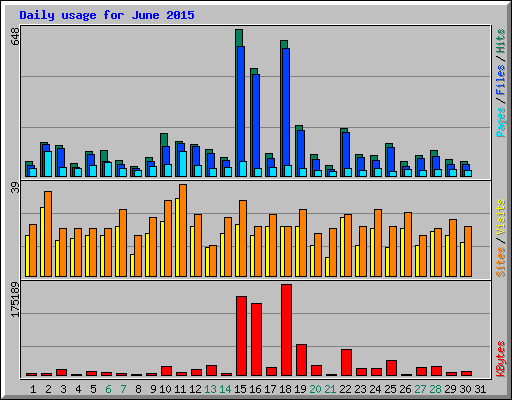 Daily usage for June 2015
648
Pages / Files / Hits
39
Sites / Visits
175189
KBytes
1 2 3 4 5 6 7 8 9 10 11 12 13 14 15 16 17 18 19 20 21 22 23 24 25 26 27 28 29 30 31